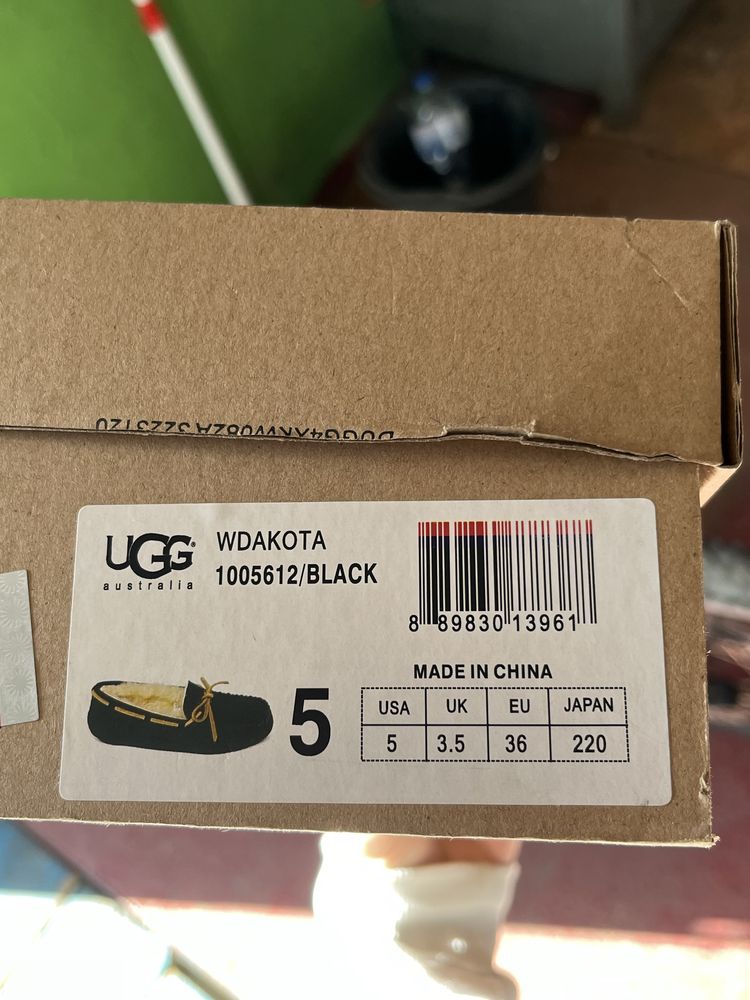 UGG®
australia
WDAKOTA
1005612/BLACK
8 89830 13961
MADE IN CHINA
USA UK EU JAPAN
5 3.5 36 220
5